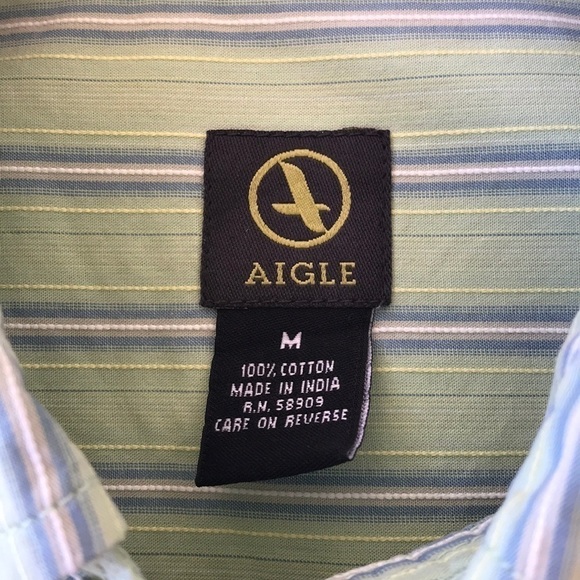 AIGLE
M
100% COTTON
MADE IN INDIA
R.N. 58909
CARE ON REVERSE